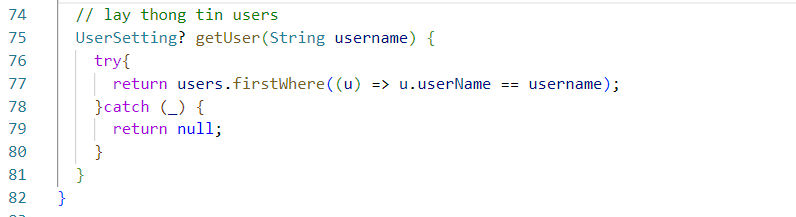 74 // lay thong tin users
75 UserSetting? getUser(String username) {
76 try{
77 return users.firstWhere((u) => u.userName == username);
78 }catch (_) {
79 return null;
80 }
81 }
82 }